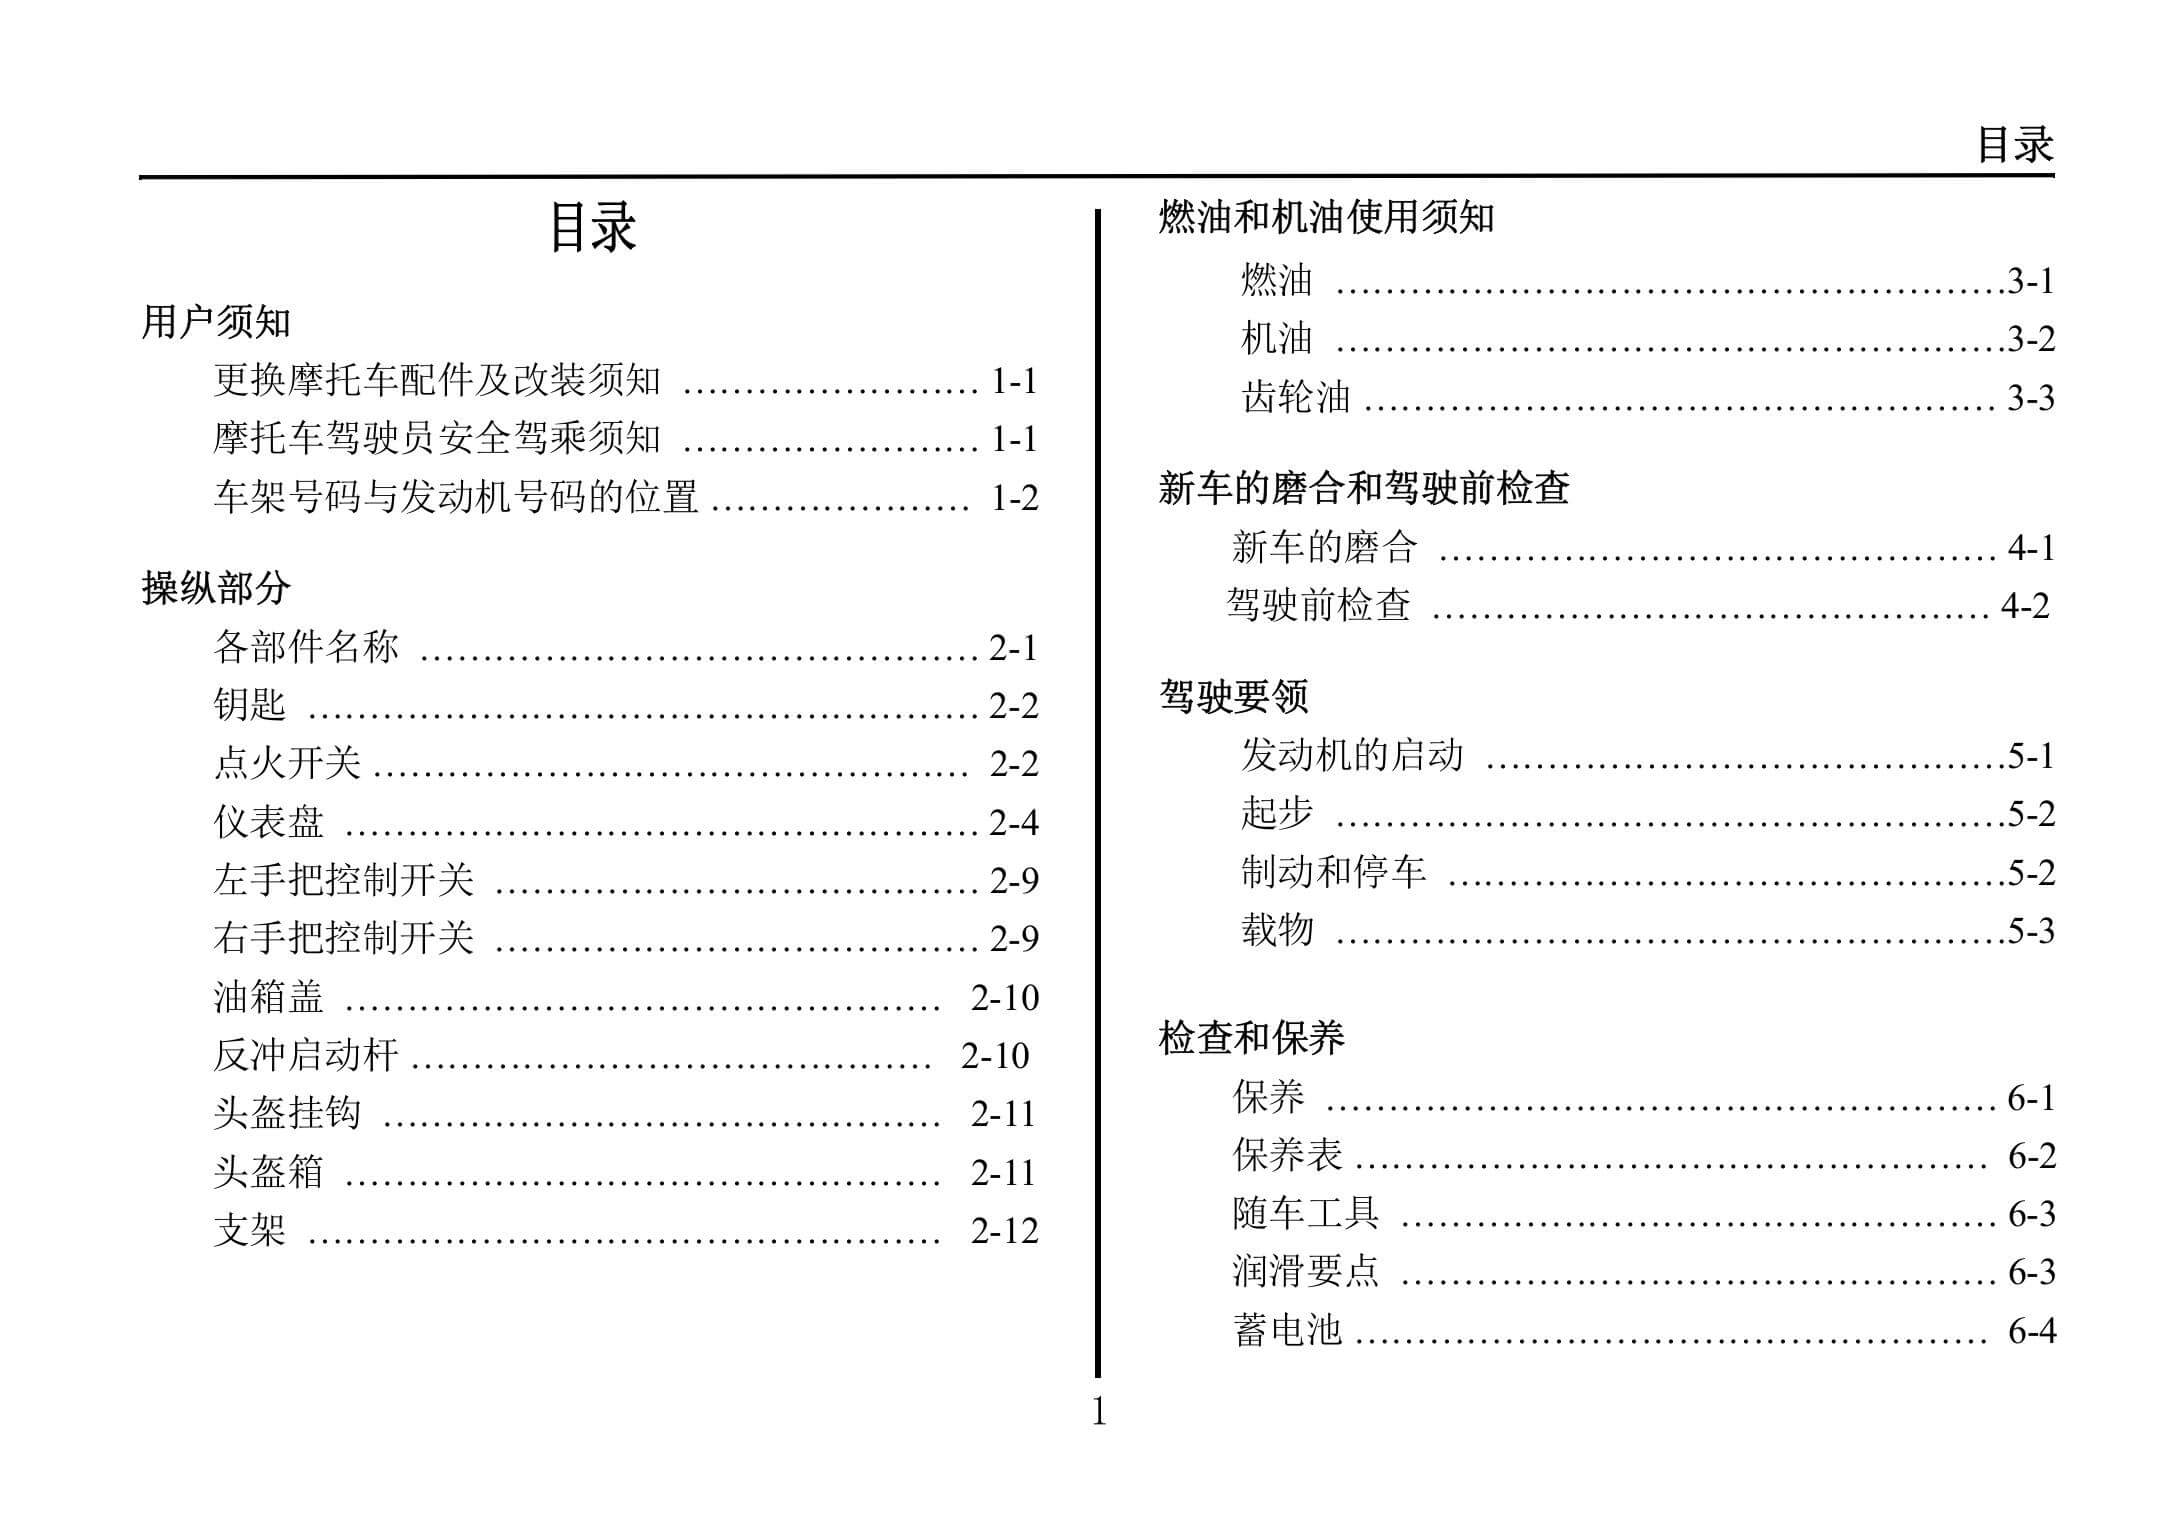 目录
目录
用户须知
更换摩托车配件及改装须知 …………………… 1-1
摩托车驾驶员安全驾乘须知 …………………… 1-1
车架号码与发动机号码的位置 ………………… 1-2
操纵部分
各部件名称 ……………………………………… 2-1
钥匙 ……………………………………………… 2-2
点火开关 ………………………………………… 2-2
仪表盘 …………………………………………… 2-4
左手把控制开关 ………………………………… 2-9
右手把控制开关 ………………………………… 2-9
油箱盖 ………………………………………… 2-10
反冲启动杆 …………………………………… 2-10
头盔挂钩 ……………………………………… 2-11
头盔箱 ………………………………………… 2-11
支架 …………………………………………… 2-12
燃油和机油使用须知
燃油 ………………………………………………3-1
机油 ………………………………………………3-2
齿轮油 …………………………………………… 3-3
新车的磨合和驾驶前检查
新车的磨合 ……………………………………… 4-1
驾驶前检查 ……………………………………… 4-2
驾驶要领
发动机的启动 ……………………………………5-1
起步 ………………………………………………5-2
制动和停车 ………………………………………5-2
载物 ………………………………………………5-3
检查和保养
保养 ……………………………………………… 6-1
保养表 …………………………………………… 6-2
随车工具 ………………………………………… 6-3
润滑要点 ………………………………………… 6-3
蓄电池 …………………………………………… 6-4
1